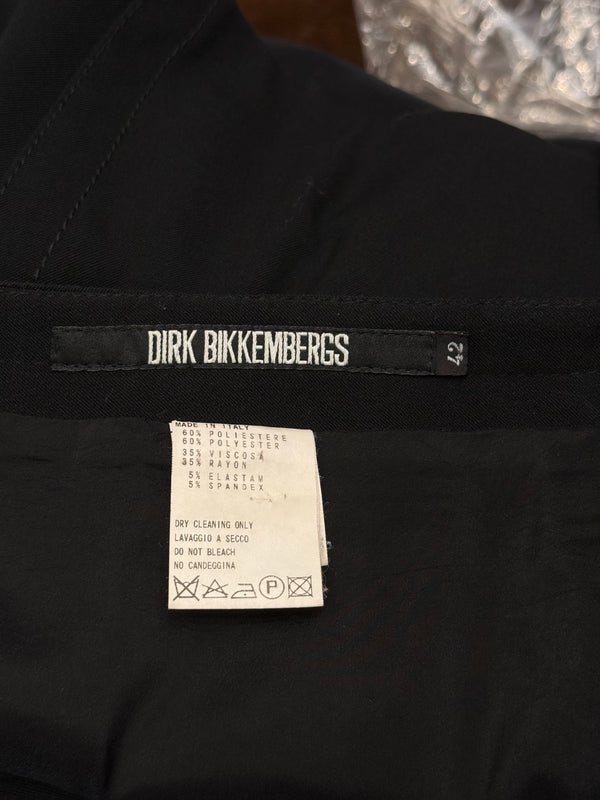 DIRK BIKKEMBERGS
42
MADE IN ITALY
60% POLIESTERE
60% POLYESTER
35% VISCOSA
35% RAYON
5% ELASTAM
5% SPANDEX
DRY CLEANING ONLY
LAVAGGIO A SECCO
DO NOT BLEACH
NO CANDEGGINA
P